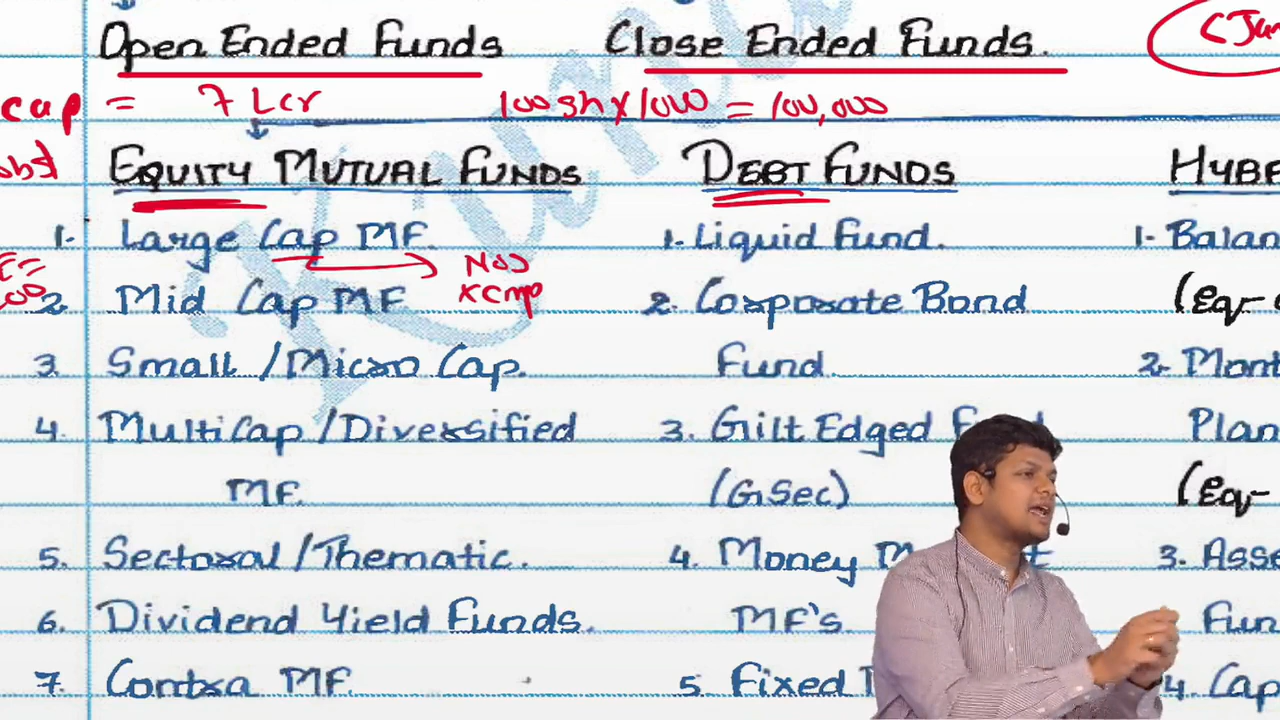 Open Ended Funds Close Ended Funds.
cap = 7 Lcr 100 sh x 1000 = 100,000
EQUITY MUTUAL FUNDS DEBT FUNDS
1. Large Cap MF. 1. Liquid Fund. 1. Balan
2. Mid Cap MF 2. Corporate Bond (Eq-
3. Small /Micro Cap. Fund. 2. Mont
4. MultiCap /Diversified 3. Gilt Edged Plan
MF. (GSec) (Eq-
5. Sectoral /Thematic. 4. Money 3. Asse
6. Dividend Yield Funds. MF's. Fun
7. Contra MF. 5. Fixed 4. Cap